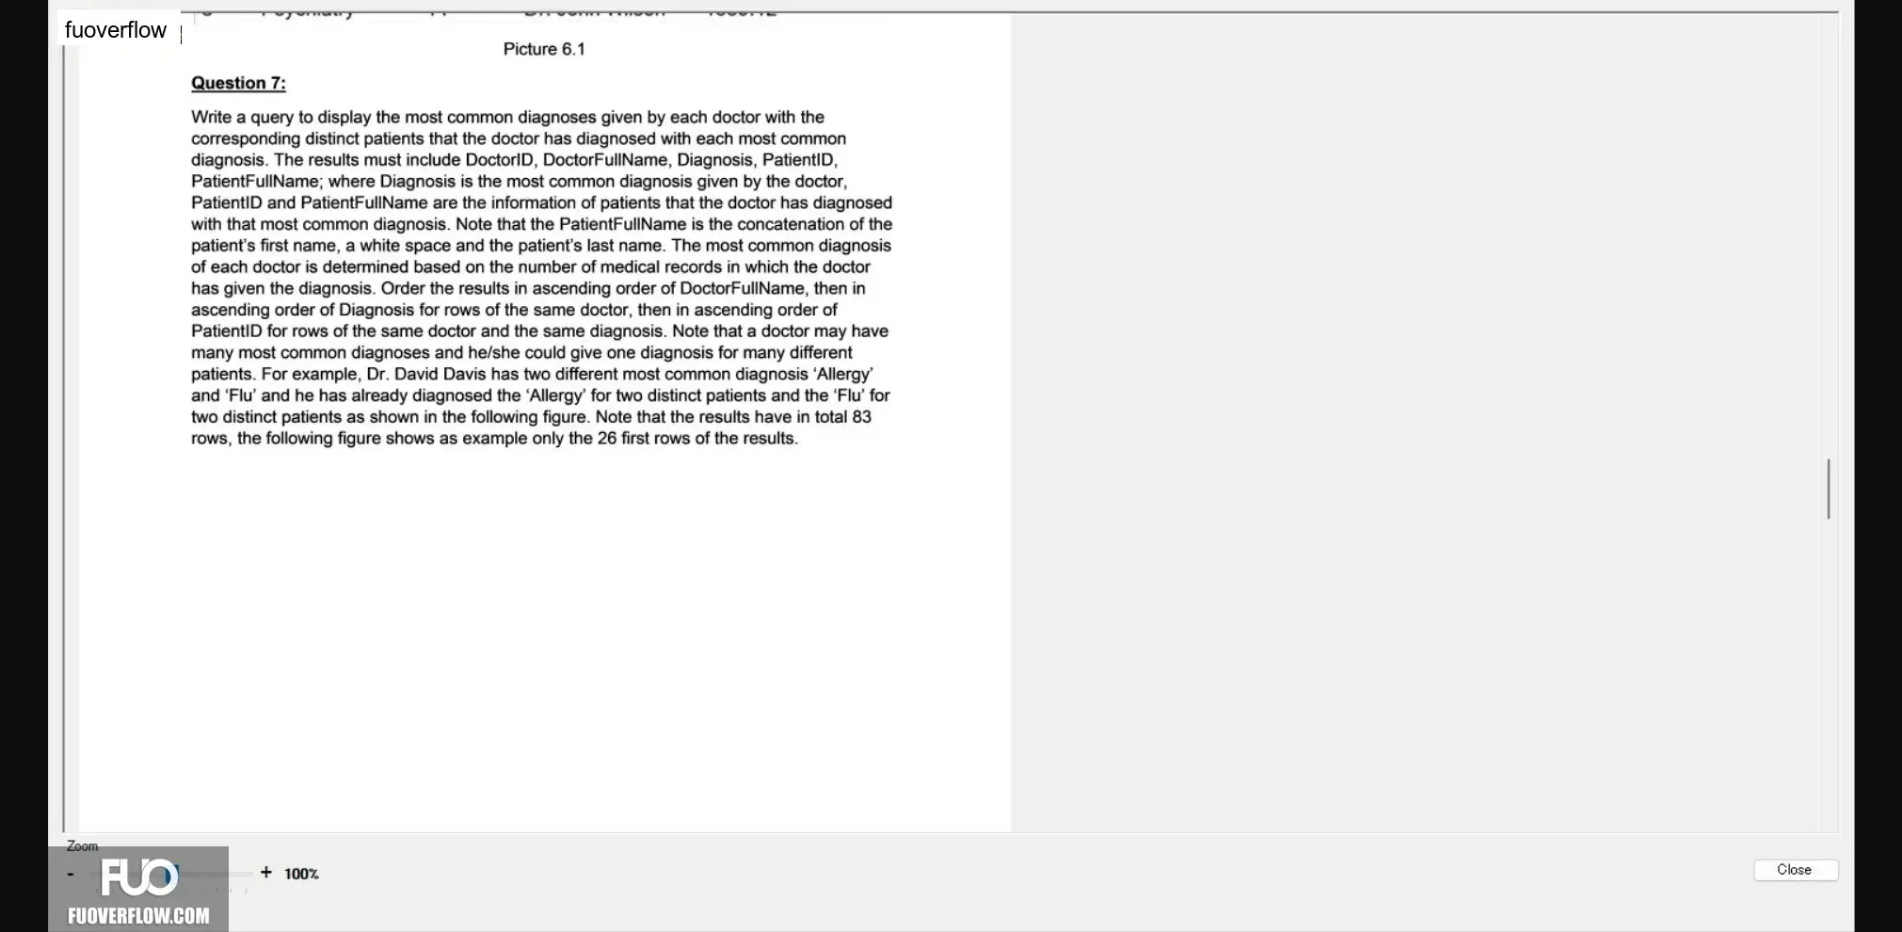 fuoverflow
Picture 6.1
Question 7:
Write a query to display the most common diagnoses given by each doctor with the
corresponding distinct patients that the doctor has diagnosed with each most common
diagnosis. The results must include DoctorID, DoctorFullName, Diagnosis, PatientID,
PatientFullName; where Diagnosis is the most common diagnosis given by the doctor,
PatientID and PatientFullName are the information of patients that the doctor has diagnosed
with that most common diagnosis. Note that the PatientFullName is the concatenation of the
patient's first name, a white space and the patient's last name. The most common diagnosis
of each doctor is determined based on the number of medical records in which the doctor
has given the diagnosis. Order the results in ascending order of DoctorFullName, then in
ascending order of Diagnosis for rows of the same doctor, then in ascending order of
PatientID for rows of the same doctor and the same diagnosis. Note that a doctor may have
many most common diagnoses and he/she could give one diagnosis for many different
patients. For example, Dr. David Davis has two different most common diagnosis ‘Allergy’
and ‘Flu’ and he has already diagnosed the ‘Allergy’ for two distinct patients and the ‘Flu’ for
two distinct patients as shown in the following figure. Note that the results have in total 83
rows, the following figure shows as example only the 26 first rows of the results.
Zoom
- + 100%
Close
FUO
FUOVERFLOW.COM